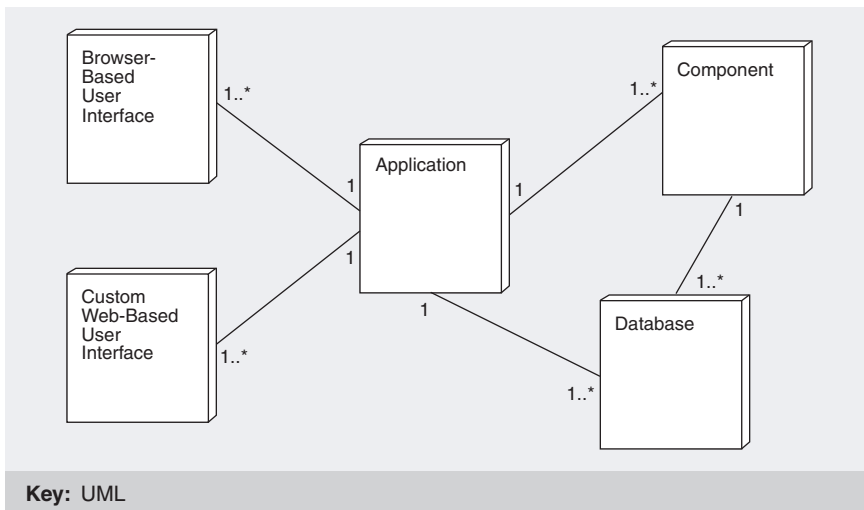 Browser-
Based
User
Interface
1..*
1
Application
1
1..*
Component
1
1
1..*
Custom
Web-Based
User
Interface
1..*
1
1..*
Database
Key: UML